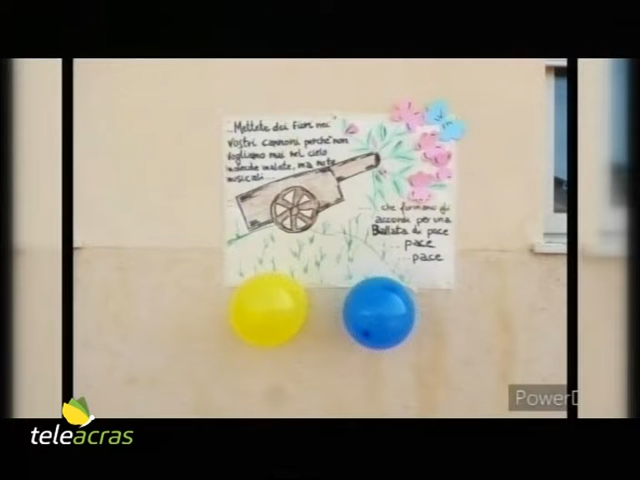 ..Mettete dei fiori nei
vostri cannoni perché "non
vogliamo mai nel cielo
molecole malate, ma note
musicali...
... che formano gli
accordi per una
Ballata di pace
... pace
... pace
PowerD
teleacras